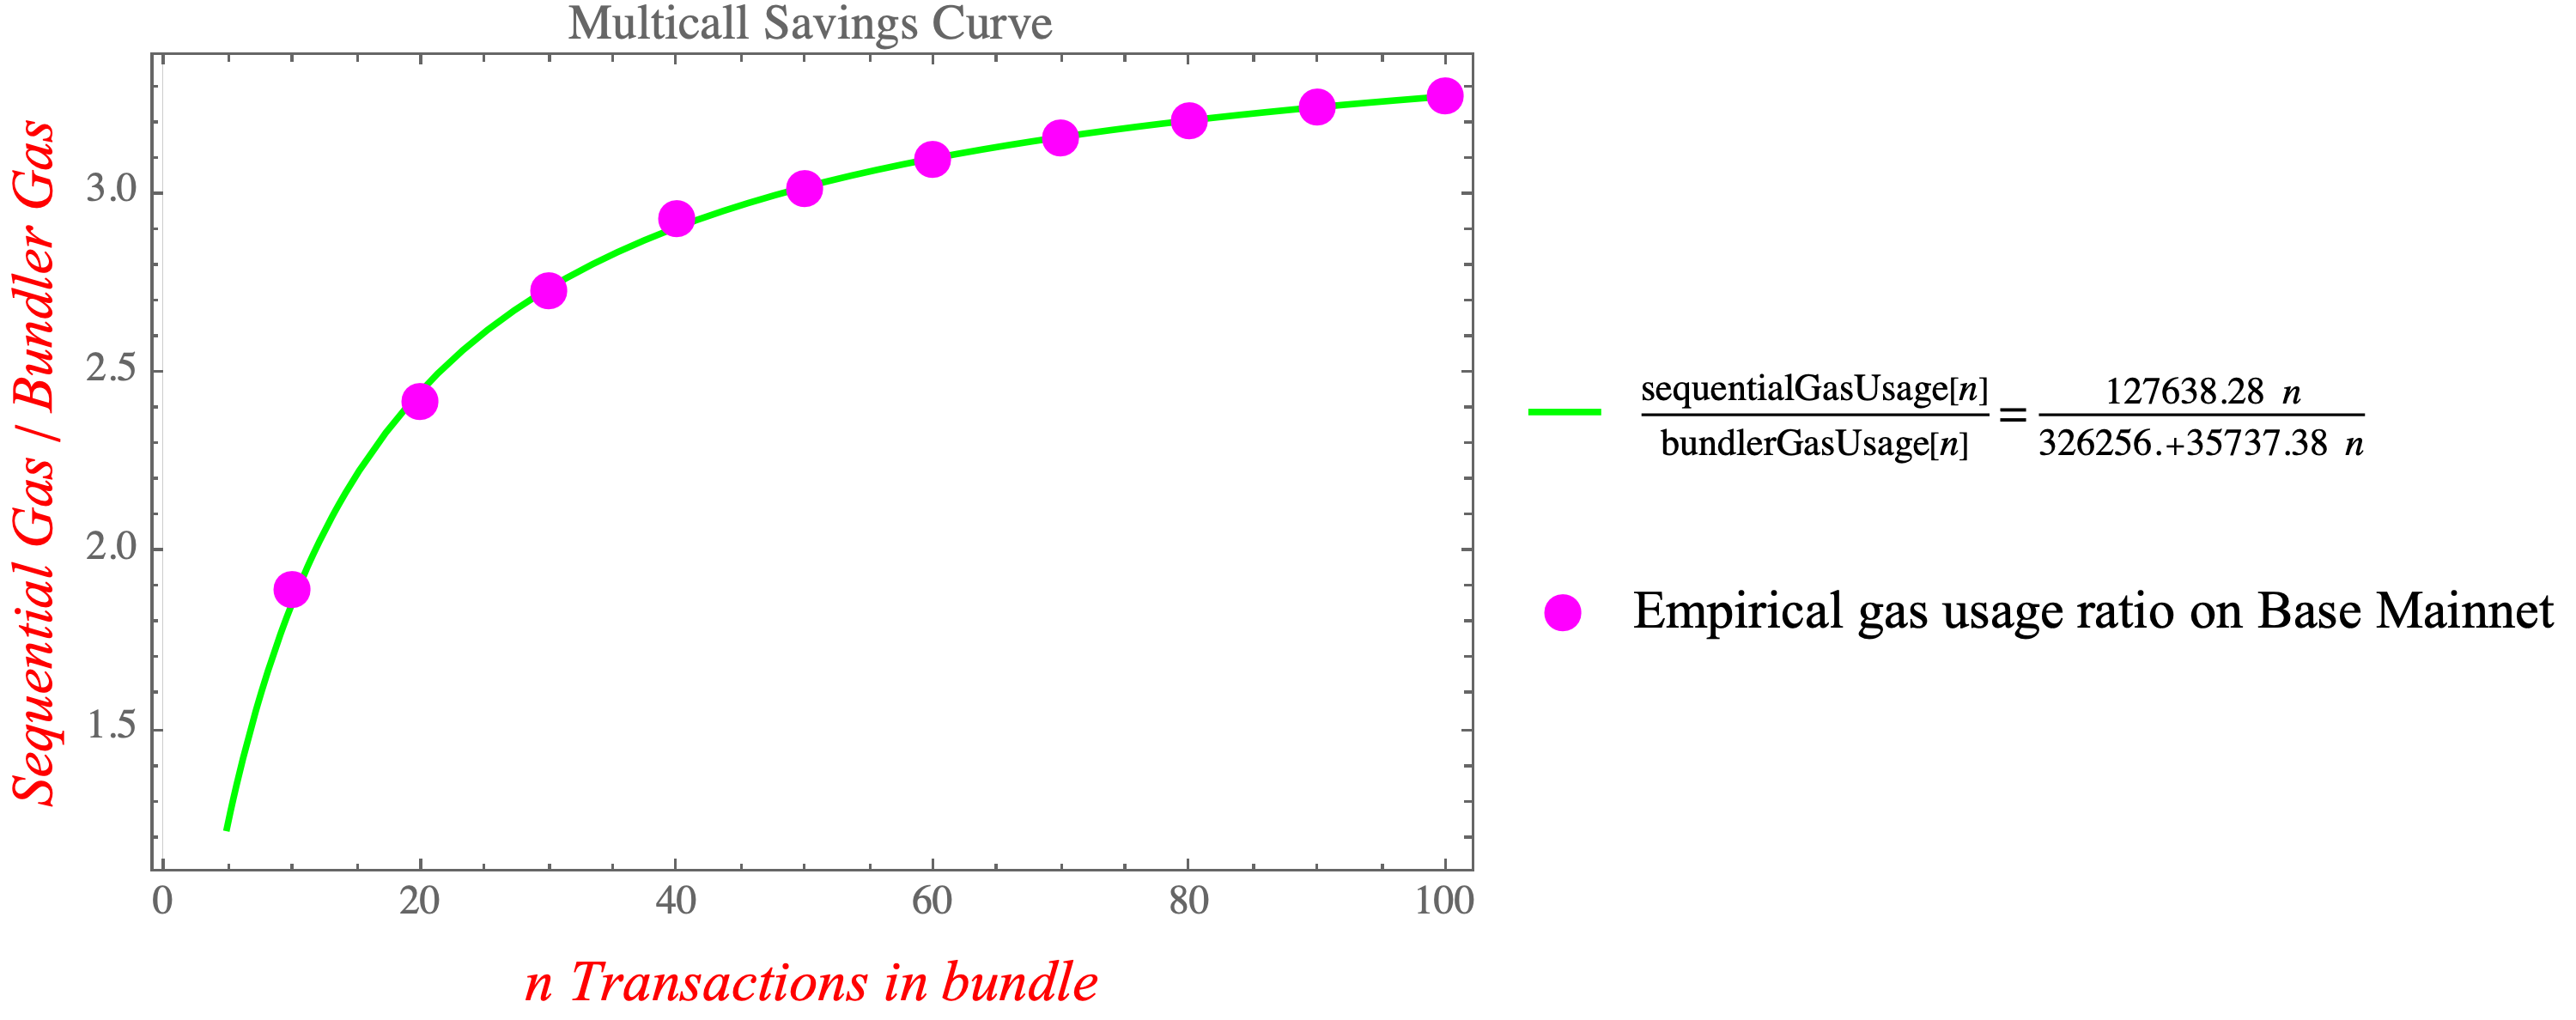 Multicall Savings Curve
Sequential Gas / Bundler Gas
3.0
2.5
2.0
1.5
0 20 40 60 80 100
n Transactions in bundle
sequentialGasUsage[n] / bundlerGasUsage[n] = 127638.28 n / 326256.+35737.38 n
Empirical gas usage ratio on Base Mainnet